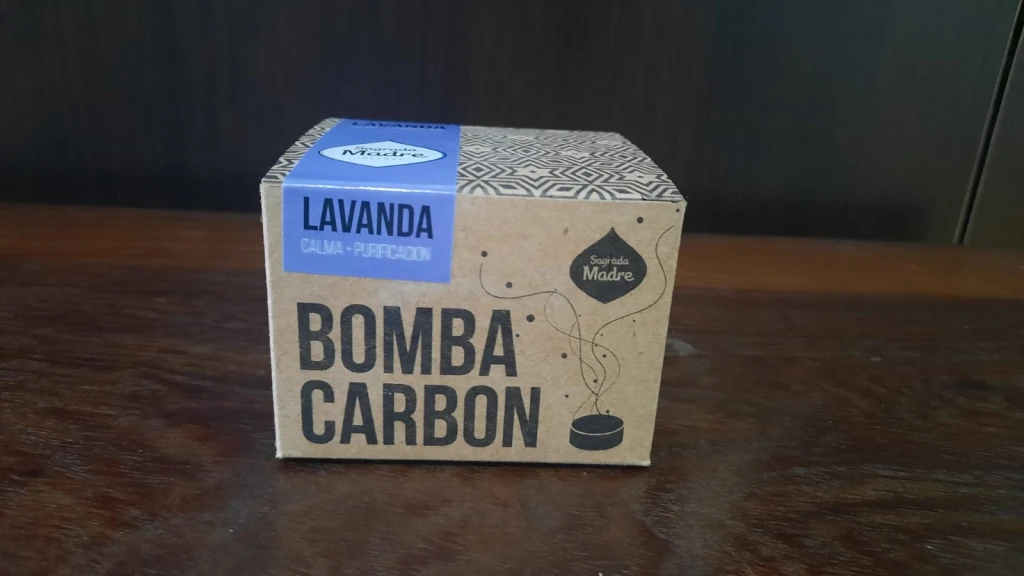 LAVANDA
Sagrada
Madre
LAVANDA
CALMA - PURIFICACION
Sagrada
Madre
BOMBA
CARBON